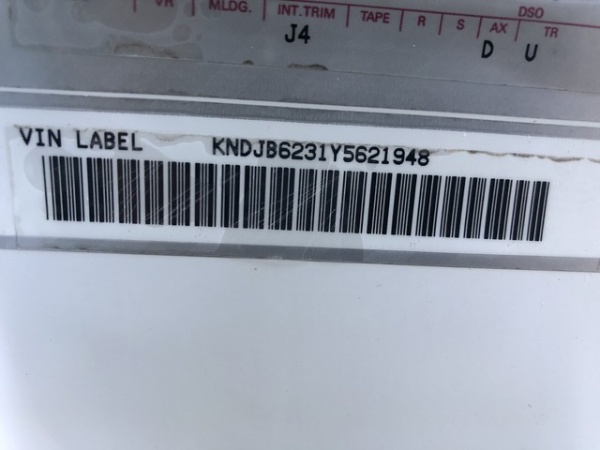 VR MLDG. INT.TRIM TAPE R S AX TR DSO
J4 D U
VIN LABEL KNDJB6231Y5621948